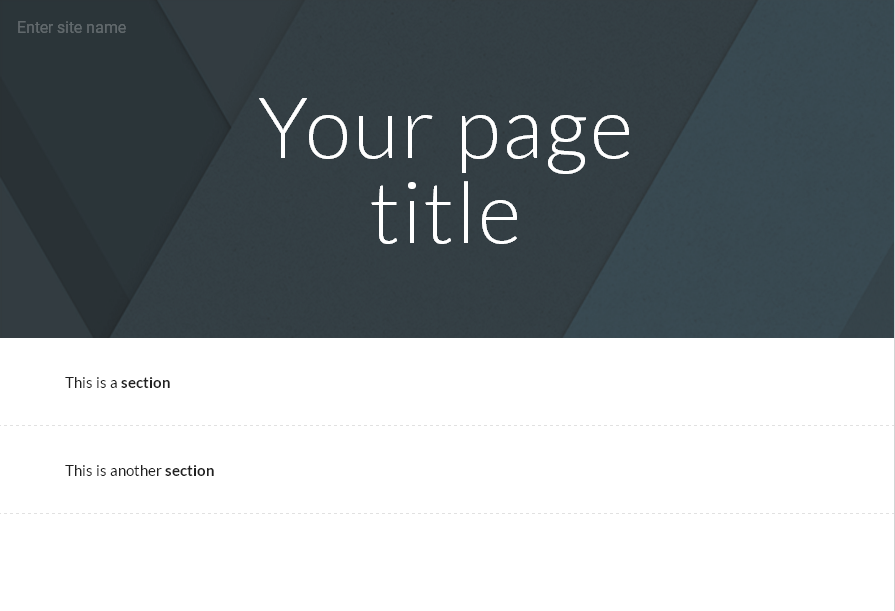 Enter site name
Your page
title
This is a section
This is another section